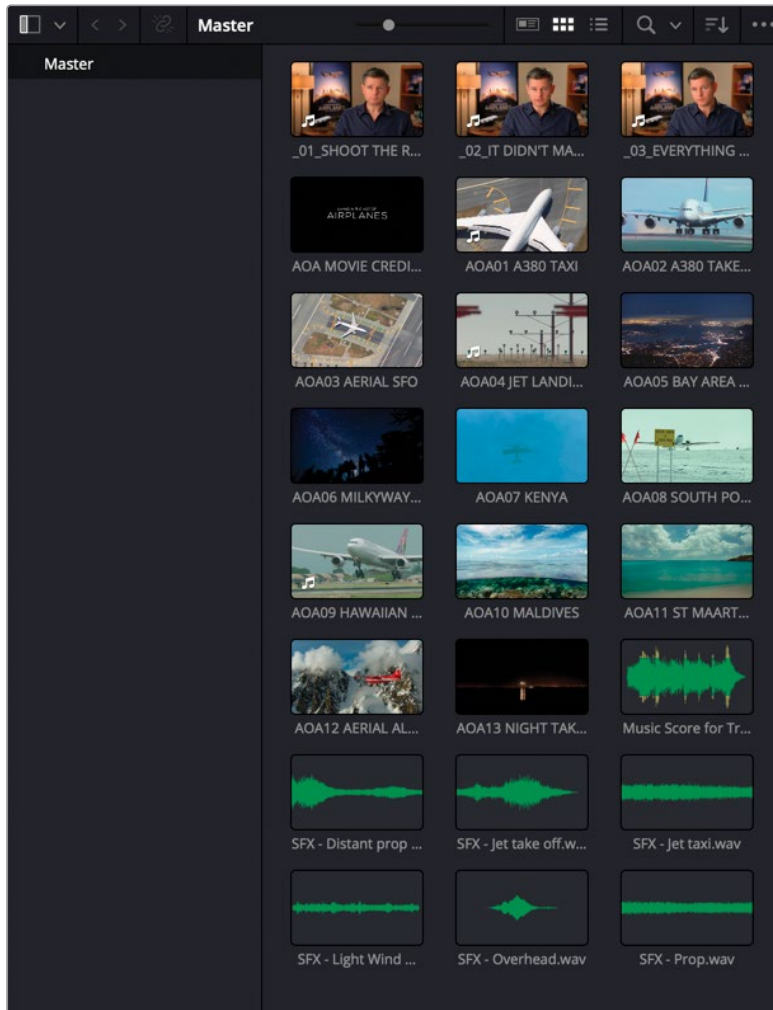 Master
Master
_01_SHOOT THE R...
_02_IT DIDN'T MA...
_03_EVERYTHING ...
AIRPLANES
AOA MOVIE CREDI...
AOA01 A380 TAXI
AOA02 A380 TAKE...
AOA03 AERIAL SFO
AOA04 JET LANDI...
AOA05 BAY AREA ...
AOA06 MILKYWAY...
AOA07 KENYA
AOA08 SOUTH PO...
AOA09 HAWAIIAN ...
AOA10 MALDIVES
AOA11 ST MAART...
AOA12 AERIAL AL...
AOA13 NIGHT TAK...
Music Score for Tr...
SFX - Distant prop ...
SFX - Jet take off.w...
SFX - Jet taxi.wav
SFX - Light Wind ...
SFX - Overhead.wav
SFX - Prop.wav